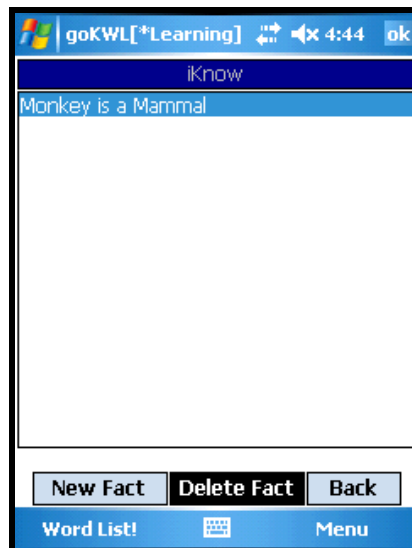 goKWL[*Learning] 4:44 ok
iKnow
Monkey is a Mammal
New Fact Delete Fact Back
Word List! Menu